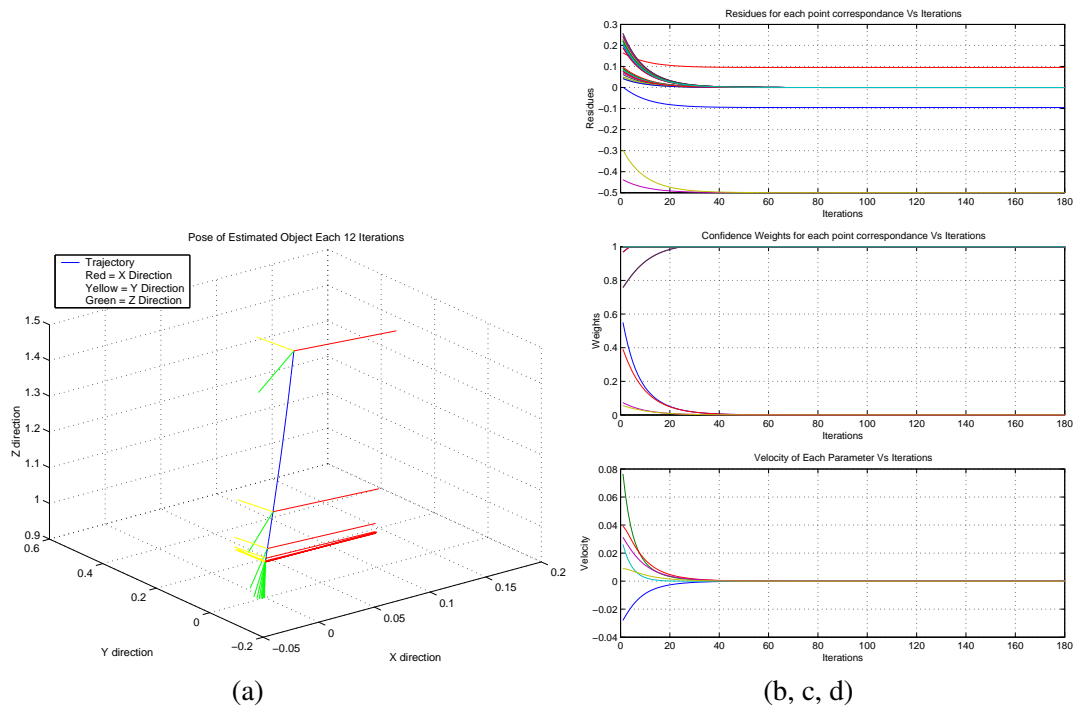 Pose of Estimated Object Each 12 Iterations
Trajectory
Red = X Direction
Yellow = Y Direction
Green = Z Direction
1.5
1.4
1.3
1.2
1.1
1
0.9
Z direction
0.6
0.4
0.2
0
−0.2
Y direction
−0.05
0
0.05
0.1
0.15
0.2
X direction
(a)
Residues for each point correspondance Vs Iterations
0.3
0.2
0.1
0
−0.1
−0.2
−0.3
−0.4
−0.5
Residues
0 20 40 60 80 100 120 140 160 180
Iterations
Confidence Weights for each point correspondance Vs Iterations
1
0.8
0.6
0.4
0.2
0
Weights
0 20 40 60 80 100 120 140 160 180
Iterations
Velocity of Each Parameter Vs Iterations
0.08
0.06
0.04
0.02
0
−0.02
−0.04
Velocity
0 20 40 60 80 100 120 140 160 180
Iterations
(b, c, d)